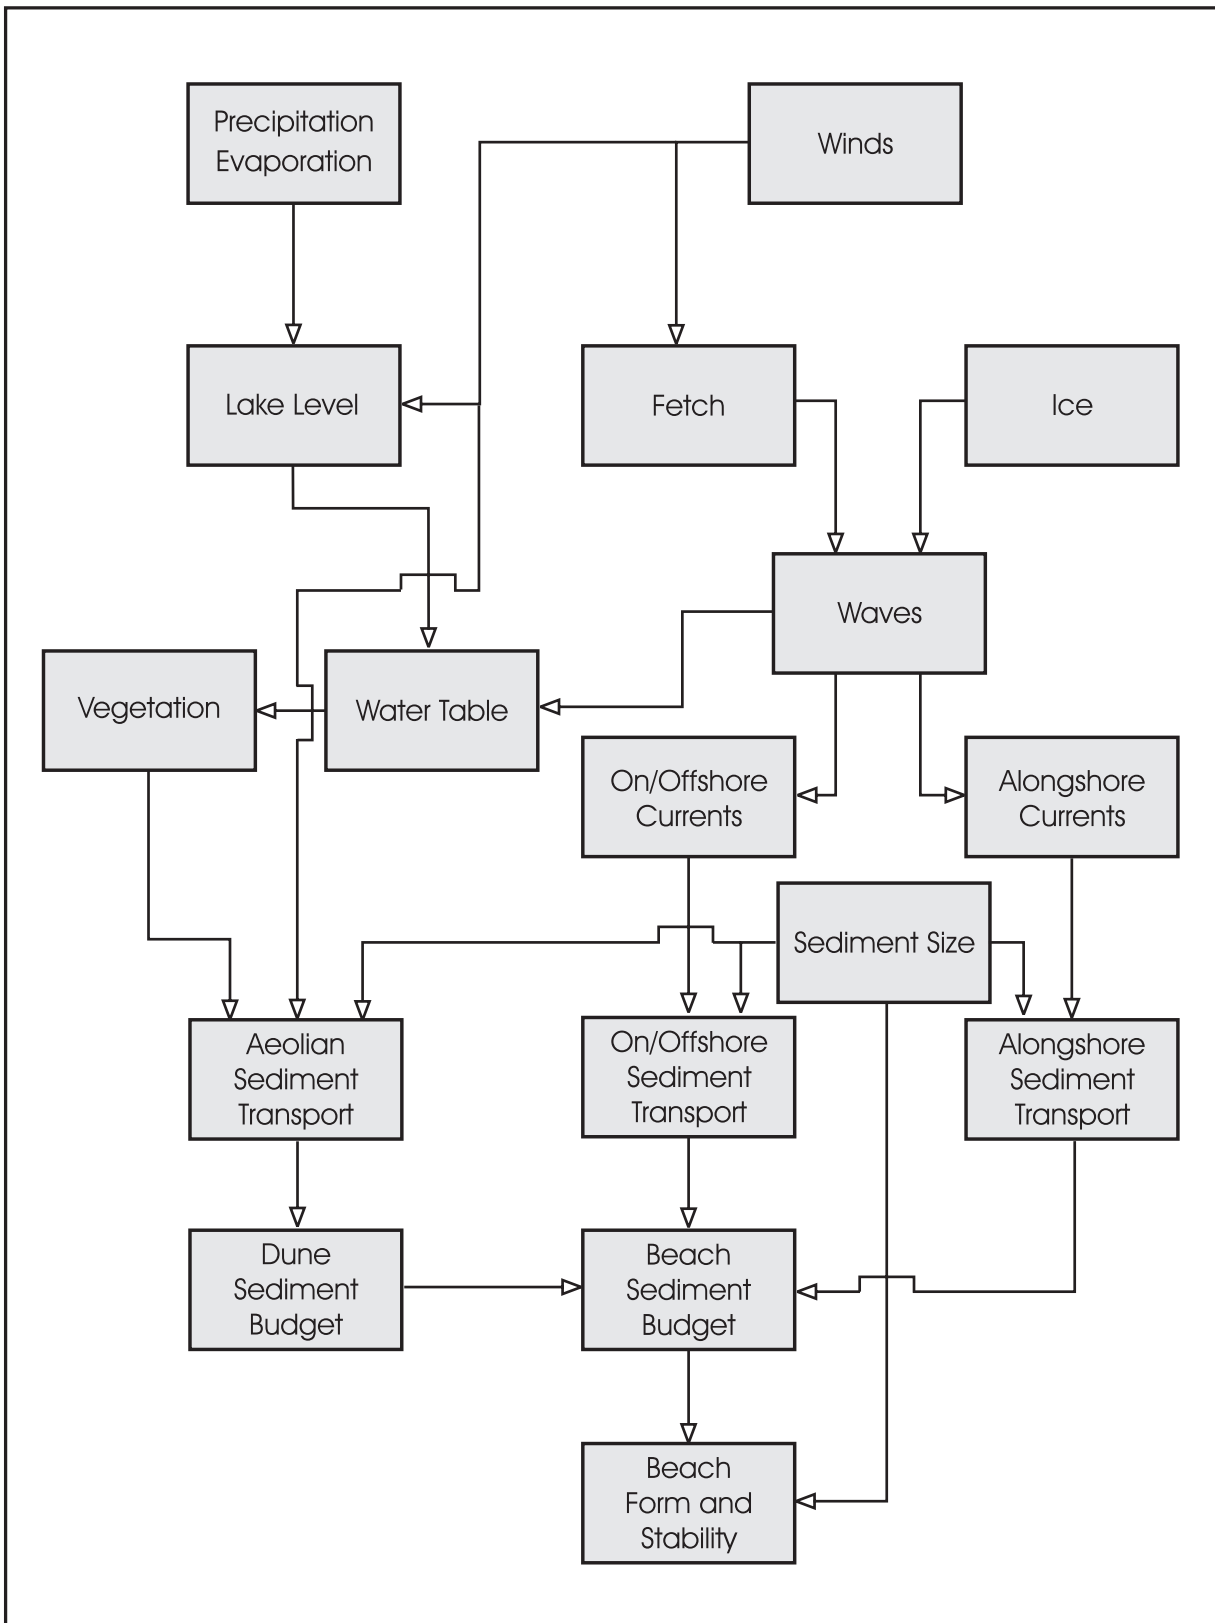 Precipitation
Evaporation
Winds
Lake Level
Fetch
Ice
Waves
Vegetation
Water Table
On/Offshore
Currents
Alongshore
Currents
Sediment Size
Aeolian
Sediment
Transport
On/Offshore
Sediment
Transport
Alongshore
Sediment
Transport
Dune
Sediment
Budget
Beach
Sediment
Budget
Beach
Form and
Stability